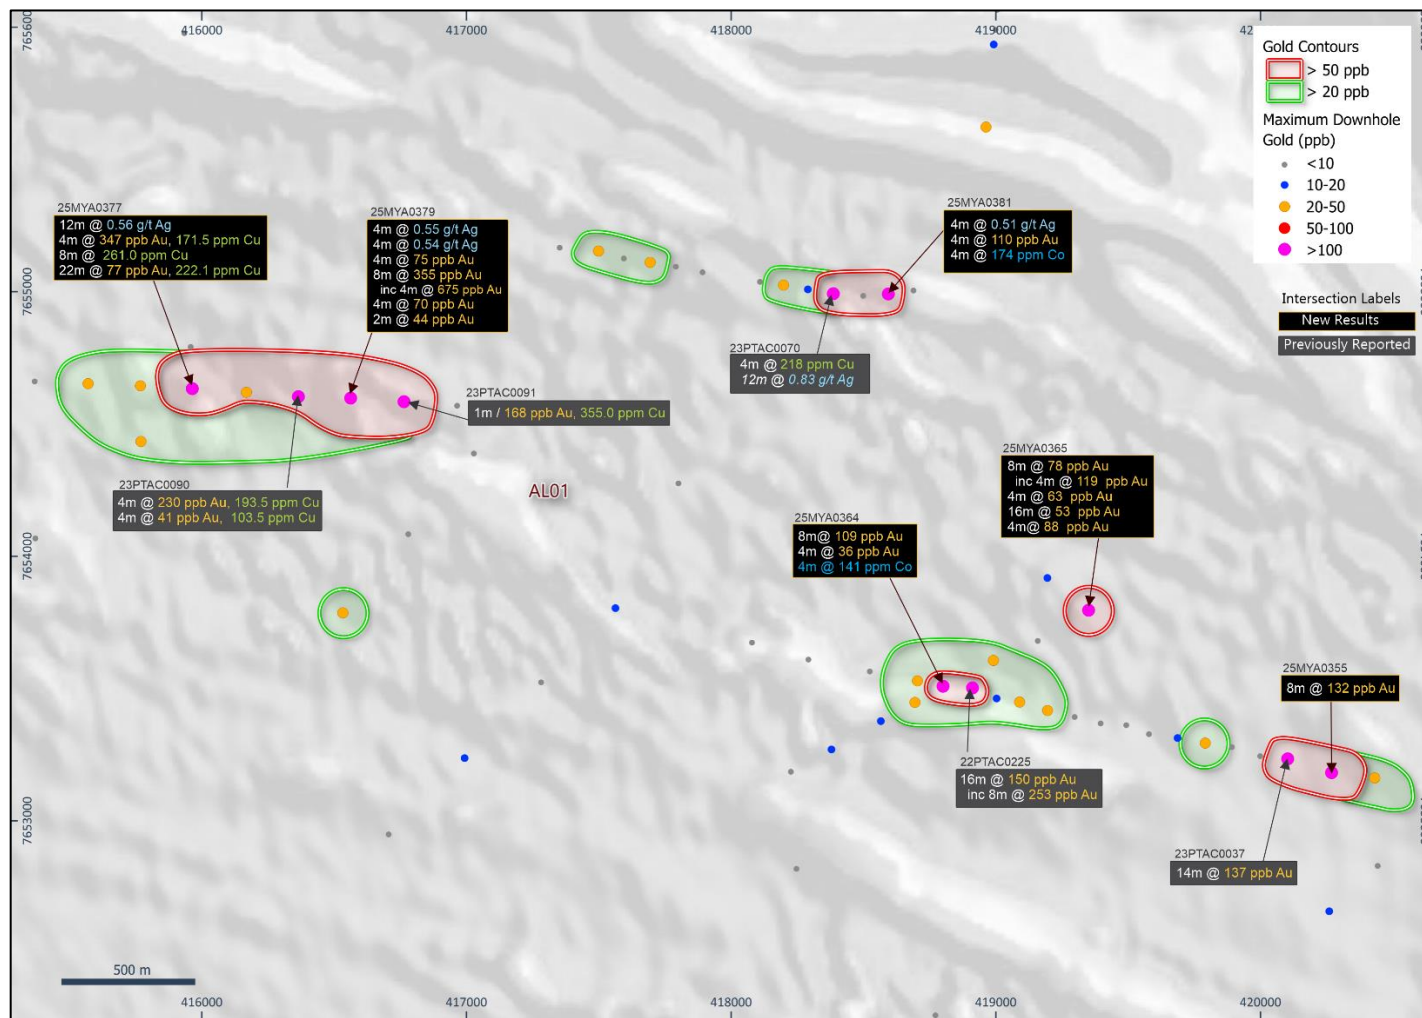 416000
417000
418000
419000
7655000
7654000
7653000
Gold Contours
> 50 ppb
> 20 ppb
Maximum Downhole
Gold (ppb)
<10
10-20
20-50
50-100
>100
Intersection Labels
New Results
Previously Reported
25MYA0377
12m @ 0.56 g/t Ag
4m @ 347 ppb Au, 171.5 ppm Cu
8m @ 261.0 ppm Cu
22m @ 77 ppb Au, 222.1 ppm Cu
25MYA0379
4m @ 0.55 g/t Ag
4m @ 0.54 g/t Ag
4m @ 75 ppb Au
8m @ 355 ppb Au
inc 4m @ 675 ppb Au
4m @ 70 ppb Au
2m @ 44 ppb Au
25MYA0381
4m @ 0.51 g/t Ag
4m @ 110 ppb Au
4m @ 174 ppm Co
23PTAC0070
4m @ 218 ppm Cu
12m @ 0.83 g/t Ag
23PTAC0091
1m / 168 ppb Au, 355.0 ppm Cu
23PTAC0090
4m @ 230 ppb Au, 193.5 ppm Cu
4m @ 41 ppb Au, 103.5 ppm Cu
AL01
25MYA0365
8m @ 78 ppb Au
inc 4m @ 119 ppb Au
4m @ 63 ppb Au
16m @ 53 ppb Au
4m@ 88 ppb Au
25MYA0364
8m@ 109 ppb Au
4m @ 36 ppb Au
4m @ 141 ppm Co
22PTAC0225
16m @ 150 ppb Au
inc 8m @ 253 ppb Au
25MYA0355
8m @ 132 ppb Au
23PTAC0037
14m @ 137 ppb Au
500 m
416000
417000
418000
419000
420000